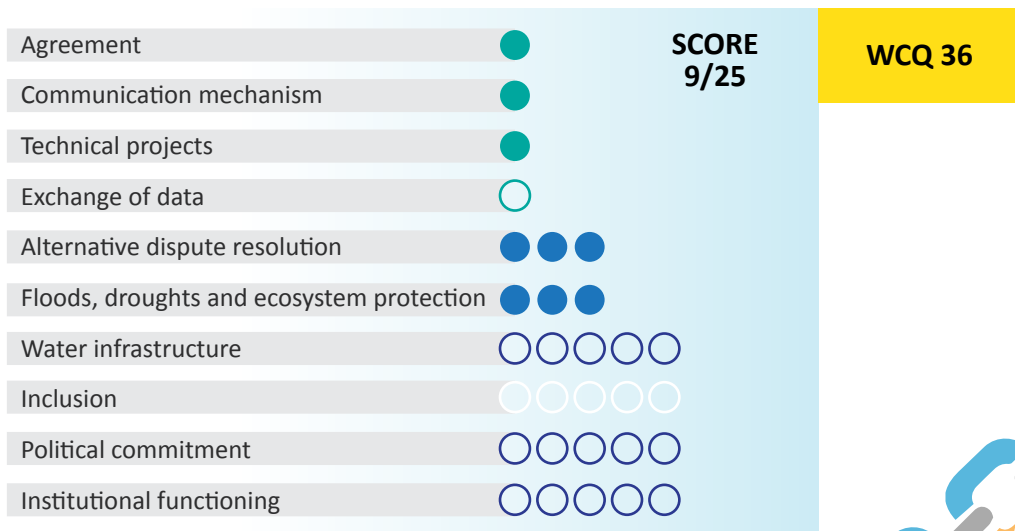 Agreement
SCORE
9/25
WCQ 36
Communication mechanism
Technical projects
Exchange of data
Alternative dispute resolution
Floods, droughts and ecosystem protection
Water infrastructure
Inclusion
Political commitment
Institutional functioning